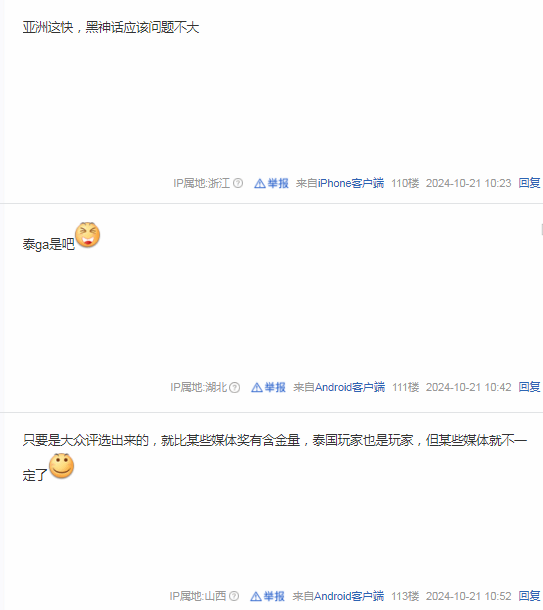 亚洲这快，黑神话应该问题不大
IP属地:浙江 举报 来自iPhone客户端 110楼 2024-10-21 10:23 回复
泰ga是吧
IP属地:湖北 举报 来自Android客户端 111楼 2024-10-21 10:42 回复
只要是大众评选出来的，就比某些媒体奖有含金量，泰国玩家也是玩家，但某些媒体就不一
定了
IP属地:山西 举报 来自Android客户端 113楼 2024-10-21 10:52 回复